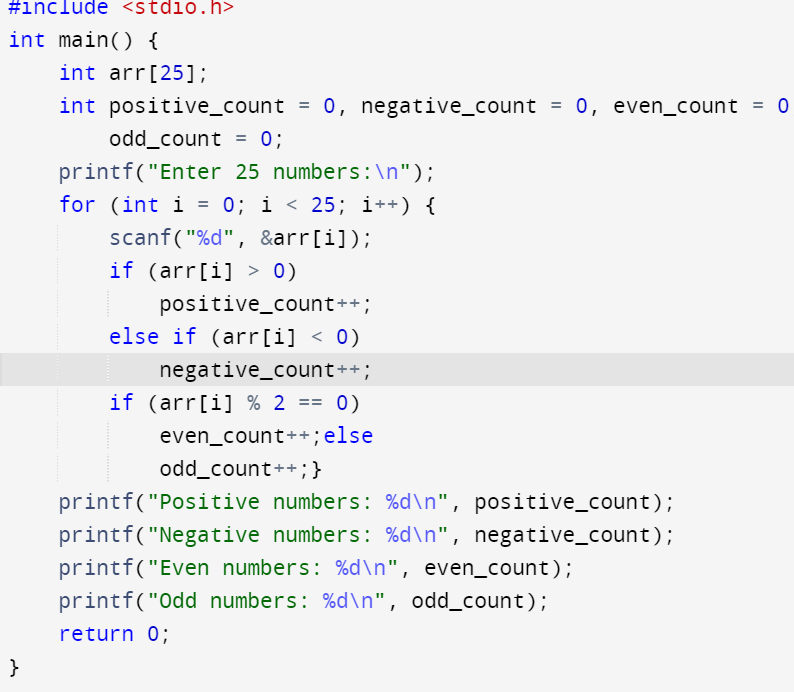 #include <stdio.h>
int main() {
    int arr[25];
    int positive_count = 0, negative_count = 0, even_count = 0
        odd_count = 0;
    printf("Enter 25 numbers:\n");
    for (int i = 0; i < 25; i++) {
        scanf("%d", &arr[i]);
        if (arr[i] > 0)
            positive_count++;
        else if (arr[i] < 0)
            negative_count++;
        if (arr[i] % 2 == 0)
            even_count++;else
            odd_count++;}
    printf("Positive numbers: %d\n", positive_count);
    printf("Negative numbers: %d\n", negative_count);
    printf("Even numbers: %d\n", even_count);
    printf("Odd numbers: %d\n", odd_count);
    return 0;
}